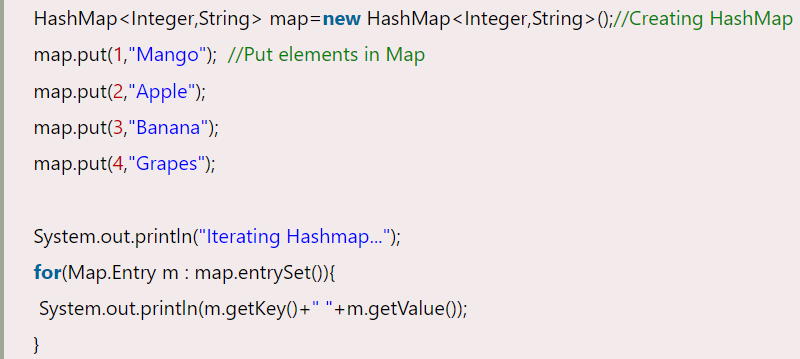 HashMap<Integer,String> map=new HashMap<Integer,String>();//Creating HashMap
map.put(1,"Mango");  //Put elements in Map
map.put(2,"Apple");
map.put(3,"Banana");
map.put(4,"Grapes");
System.out.println("Iterating Hashmap...");
for(Map.Entry m : map.entrySet()){
 System.out.println(m.getKey()+" "+m.getValue());
}